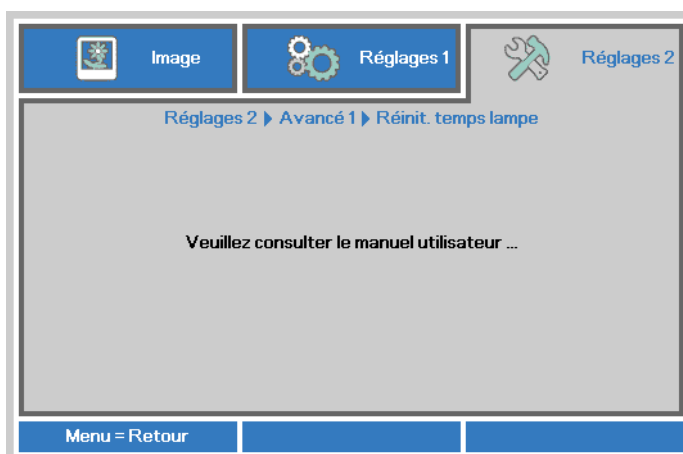 Image
Réglages 1
Réglages 2
Réglages 2 ▶ Avancé 1 ▶ Réinit. temps lampe
Veuillez consulter le manuel utilisateur ...
Menu = Retour